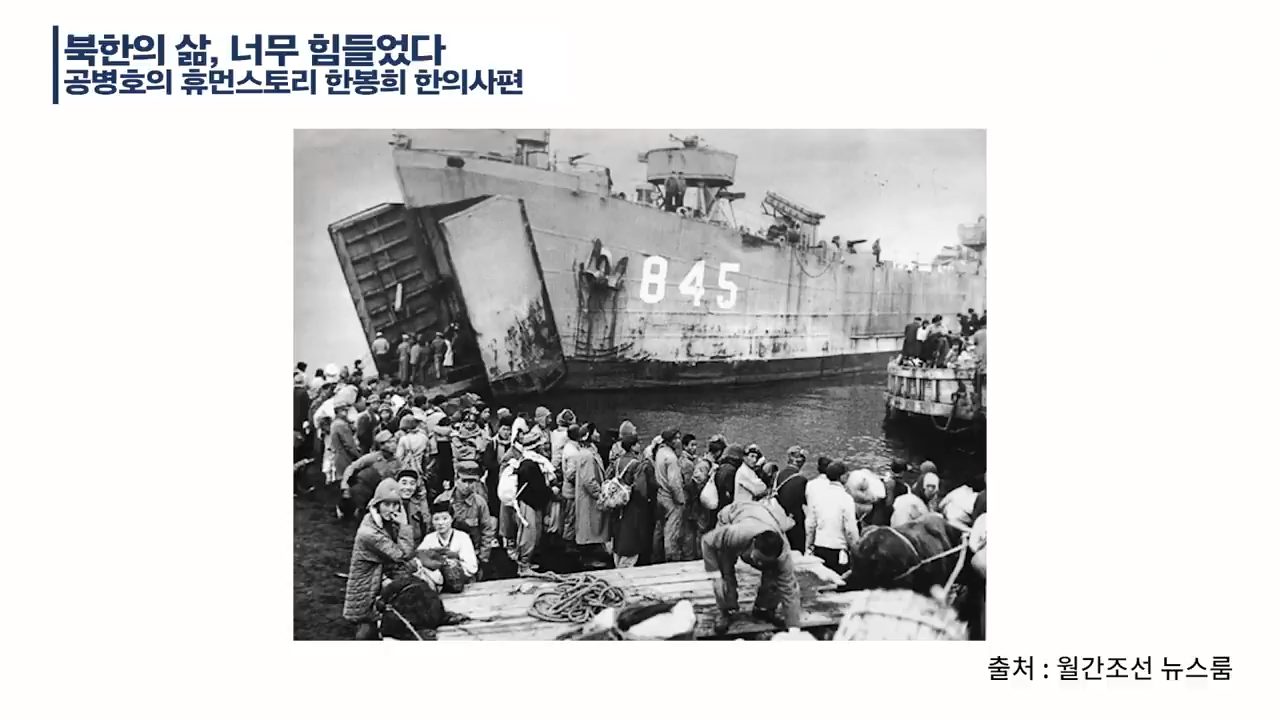 북한의 삶, 너무 힘들었다
공병호의 휴먼스토리 한봉희 한의사편
845
출처 : 월간조선 뉴스룸